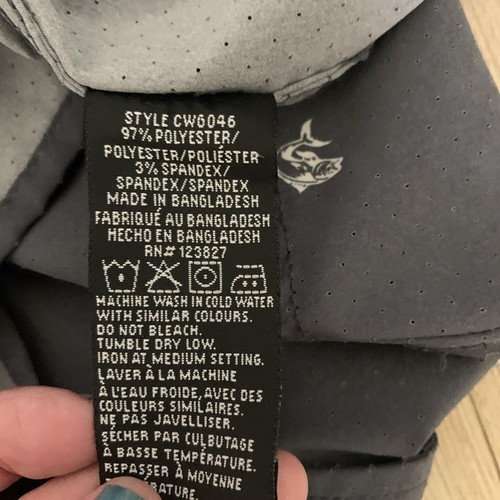 STYLE CW6046
97% POLYESTER/
POLYESTER/POLIÉSTER
3% SPANDEX/
SPANDEX/SPANDEX
MADE IN BANGLADESH
FABRIQUÉ AU BANGLADESH
HECHO EN BANGLADESH
RN# 123827
MACHINE WASH IN COLD WATER
WITH SIMILAR COLOURS.
DO NOT BLEACH.
TUMBLE DRY LOW.
IRON AT MEDIUM SETTING.
LAVER À LA MACHINE
À L'EAU FROIDE, AVEC DES
COULEURS SIMILAIRES.
NE PAS JAVELLISER.
SÉCHER PAR CULBUTAGE
À BASSE TEMPÉRATURE.
REPASSER À MOYENNE